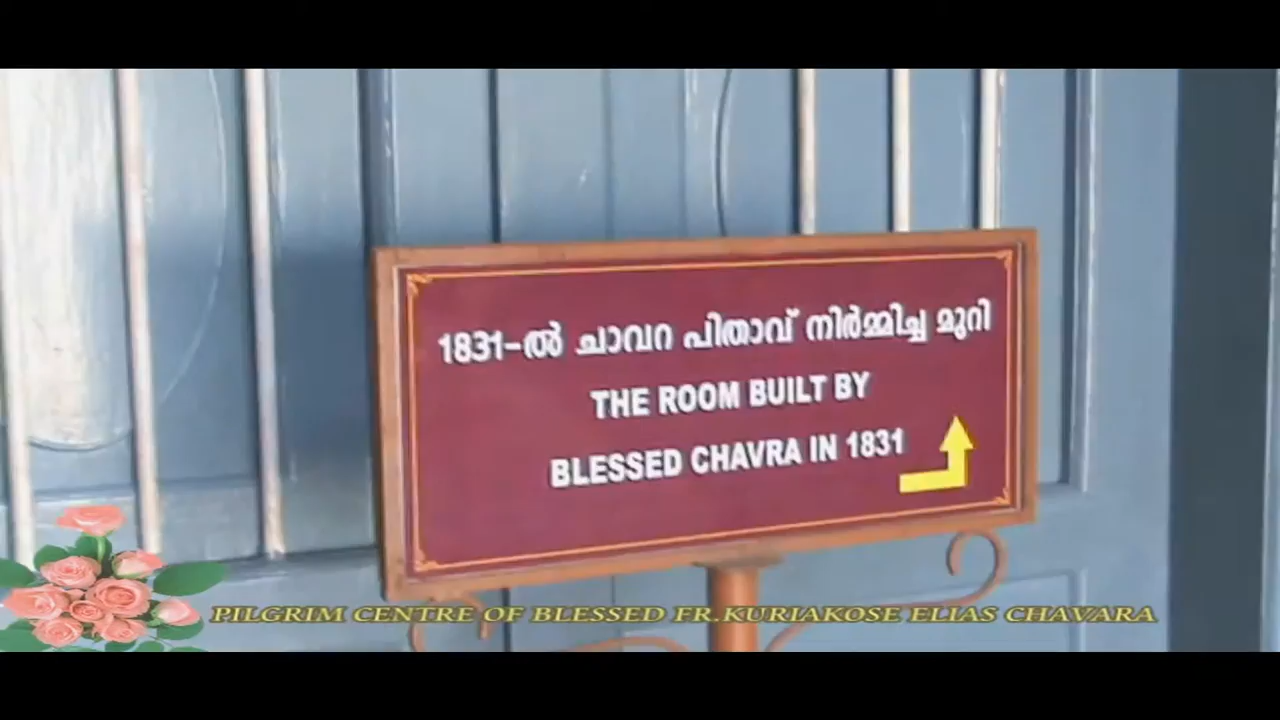 1831-ൽ ചാവറ പിതാവ് നിർമ്മിച്ച മുറി
THE ROOM BUILT BY
BLESSED CHAVRA IN 1831
PILGRIM CENTRE OF BLESSED FR.KURIAKOSE ELIAS CHAVARA